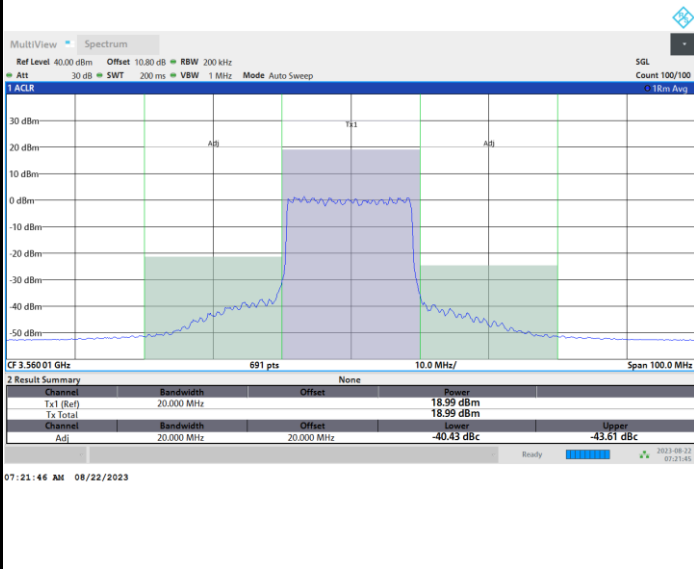 MultiView Spectrum
Ref Level 40.00 dBm Offset 10.80 dB RBW 200 kHz SGL
Att 30 dB SWT 200 ms VBW 1 MHz Mode Auto Sweep Count 100/100
1 ACLR 1Rm Avg
Tx1
Adj Adj
30 dBm
20 dBm
10 dBm
0 dBm
-10 dBm
-20 dBm
-30 dBm
-40 dBm
-50 dBm
CF 3.560 01 GHz 691 pts 10.0 MHz/ Span 100.0 MHz
2 Result Summary None
Channel Bandwidth Offset Power
Tx1 (Ref) 20.000 MHz 18.99 dBm
Tx Total 18.99 dBm
Channel Bandwidth Offset Lower Upper
Adj 20.000 MHz 20.000 MHz -40.43 dBc -43.61 dBc
Ready 2023-08-22
07:21:45
07:21:46 AM 08/22/2023